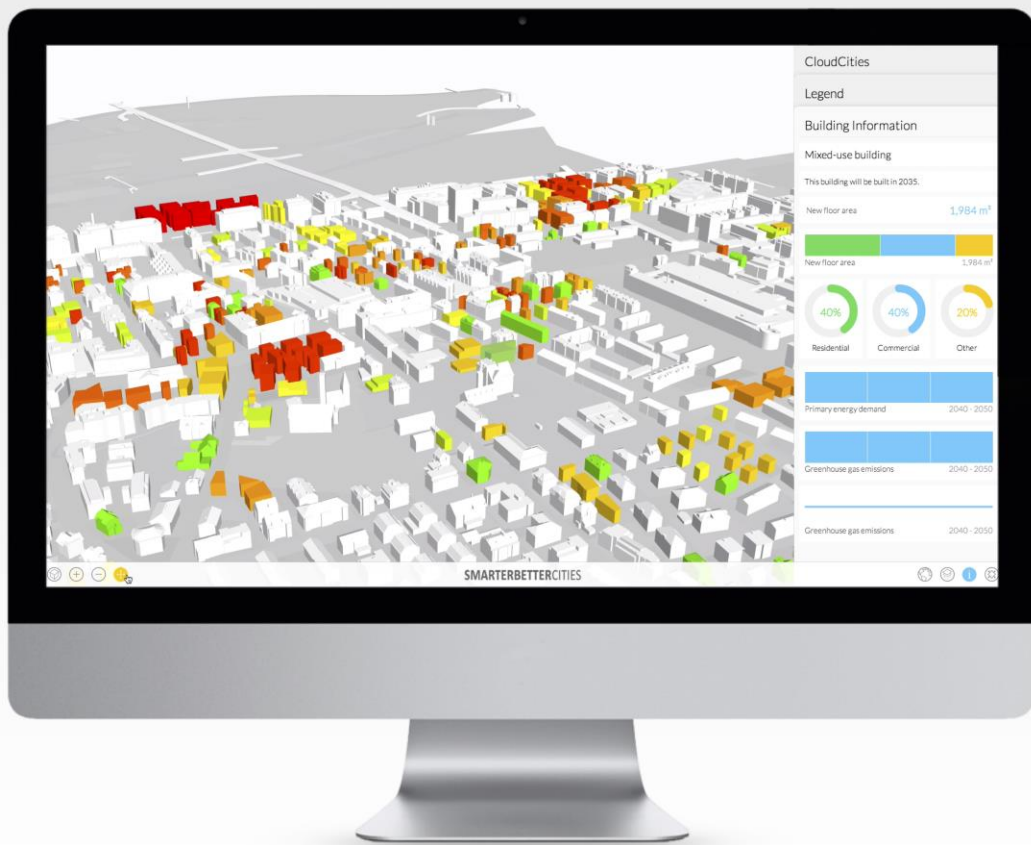 CloudCities
Legend
Building Information
Mixed-use building
This building will be built in 2035.
New floor area 1,984 m²
New floor area 1,984 m²
40% 40% 20%
Residential Commercial Other
Primary energy demand 2040 - 2050
Greenhouse gas emissions 2040 - 2050
Greenhouse gas emissions 2040 - 2050
SMARTERBETTERCITIES